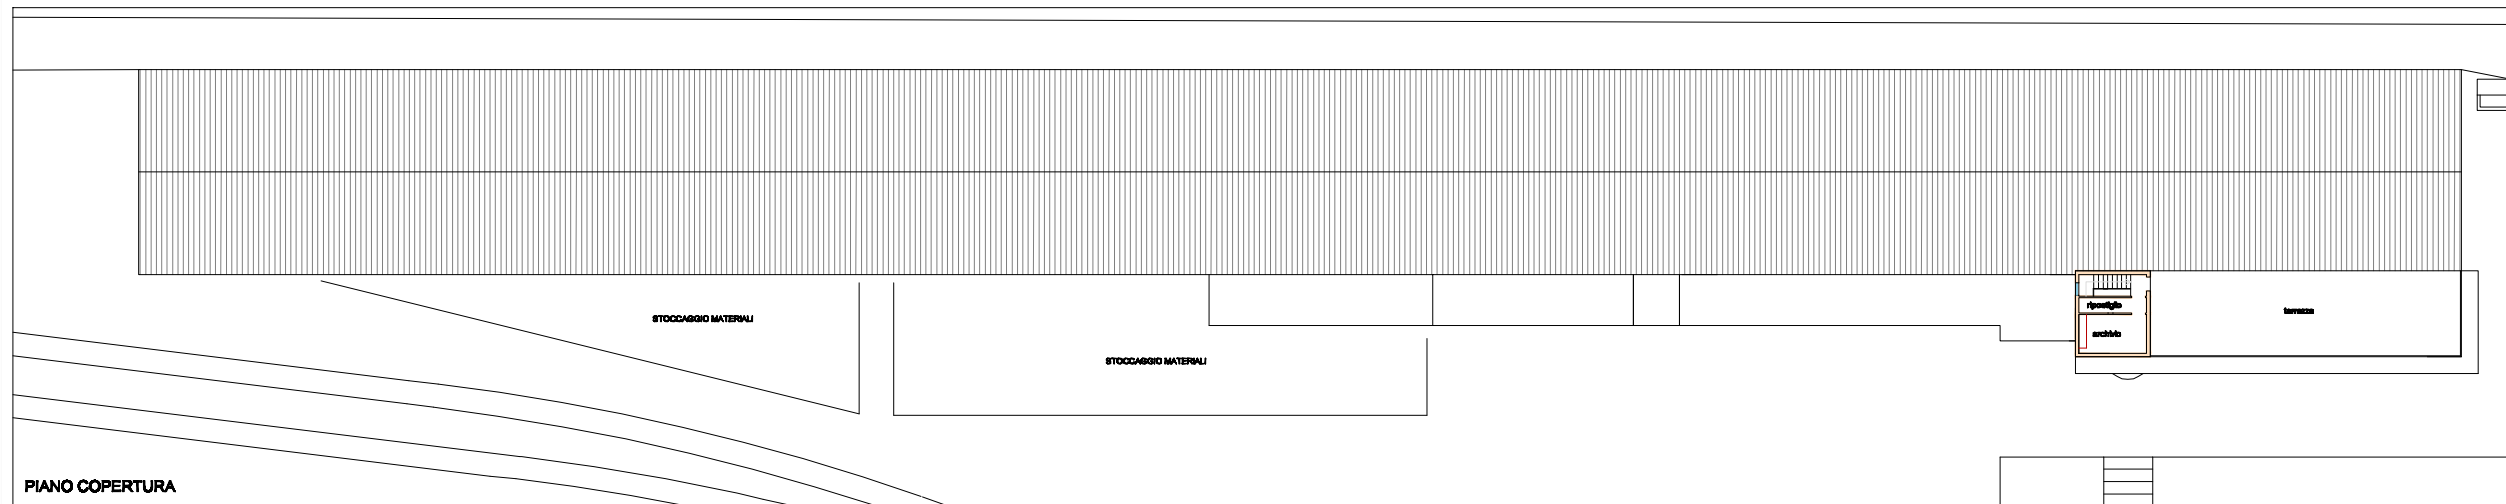 STOCCAGGIO MATERIALI
ripostiglio
terrazza
archivio
STOCCAGGIO MATERIALI
PIANO COPERTURA